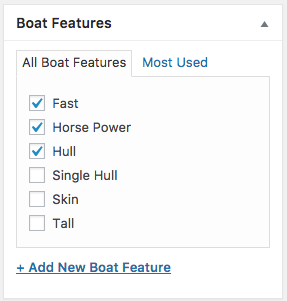 Boat Features
All Boat Features Most Used
Fast
Horse Power
Hull
Single Hull
Skin
Tall
+ Add New Boat Feature